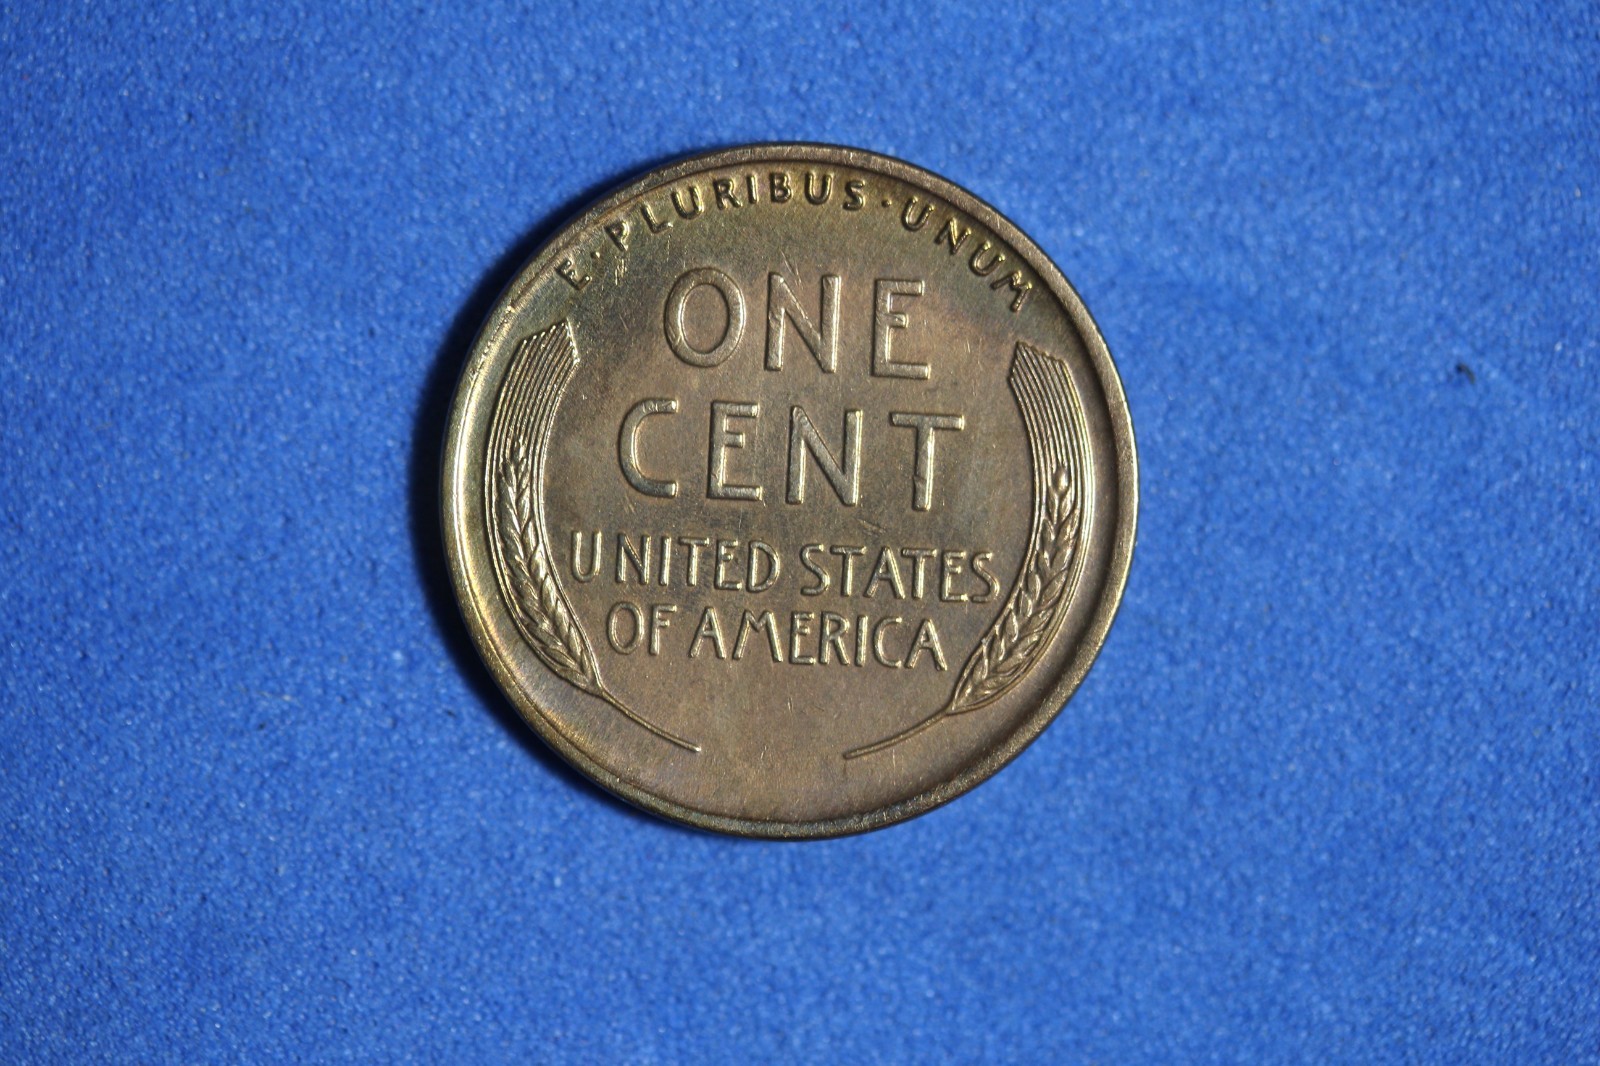 E·PLURIBUS·UNUM
ONE
CENT
UNITED STATES
OF AMERICA